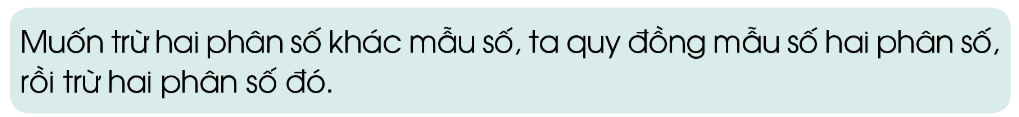 Muốn trừ hai phân số khác mẫu số, ta quy đồng mẫu số hai phân số,
rồi trừ hai phân số đó.